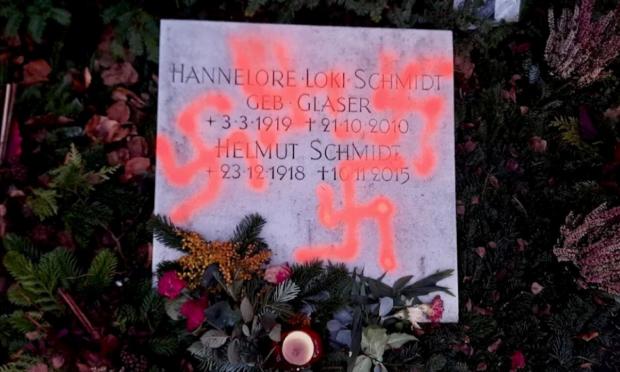 HANNELORE·LOKI·SCHMIDT
GEB·GLASER
+3·3·1919 †21·10·2010
HELMUT SCHMIDT
+23·12·1918 †10·11·2015